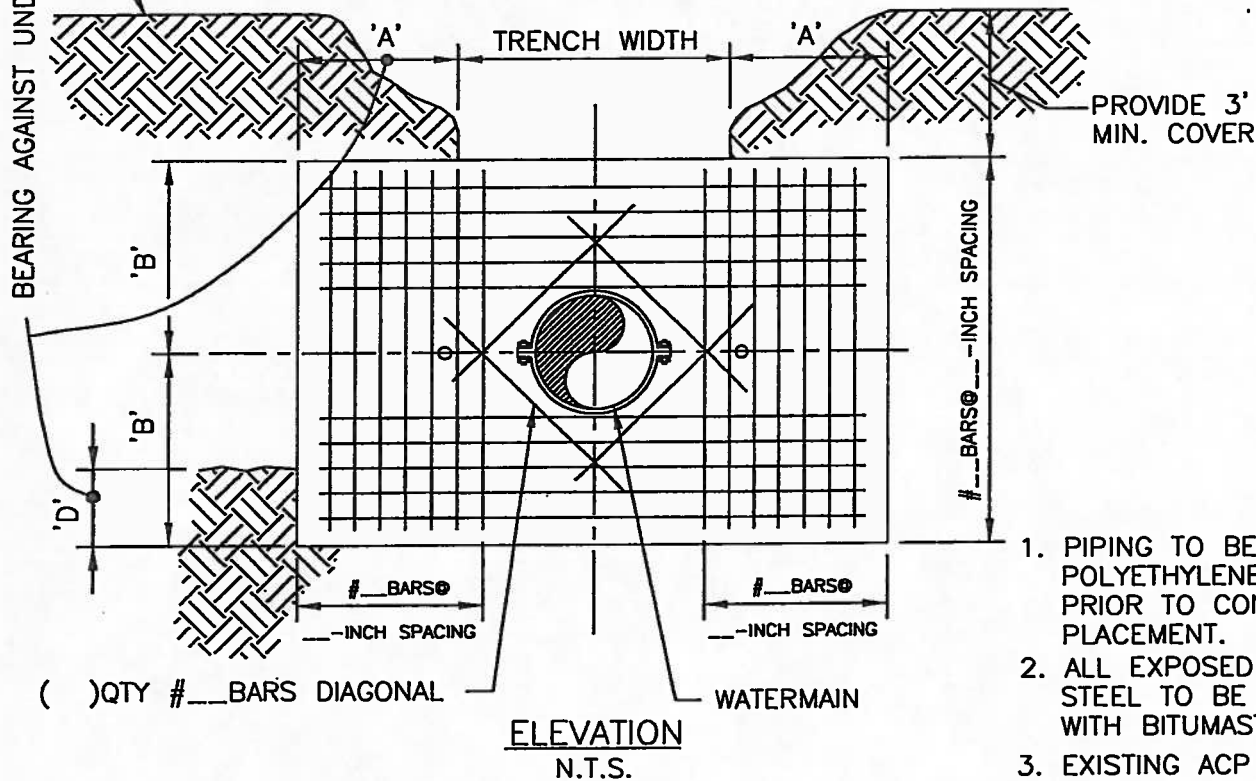 BEARING AGAINST UND
'A'
TRENCH WIDTH
'A'
PROVIDE 3'
MIN. COVER
'B'
'B'
'D'
#__BARS@__-INCH SPACING
#__BARS@
__-INCH SPACING
#__BARS@
__-INCH SPACING
( )QTY #__BARS DIAGONAL
WATERMAIN
ELEVATION
N.T.S.
1. PIPING TO BE
POLYETHYLENE
PRIOR TO CON
PLACEMENT.
2. ALL EXPOSED
STEEL TO BE
WITH BITUMAST
3. EXISTING ACP